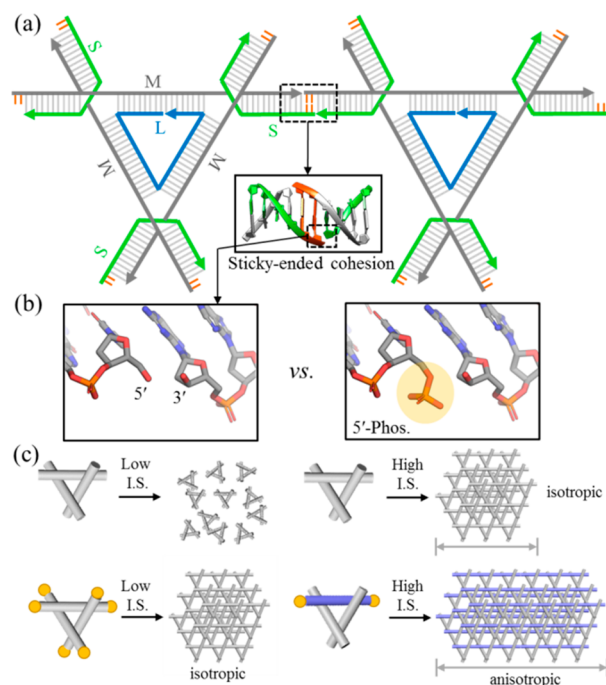 (a)
S
M
S
L
M
M
S
Sticky-ended cohesion
(b)
5′
3′
vs.
5′-Phos.
(c)
Low
I.S.
High
I.S.
isotropic
Low
I.S.
isotropic
High
I.S.
anisotropic